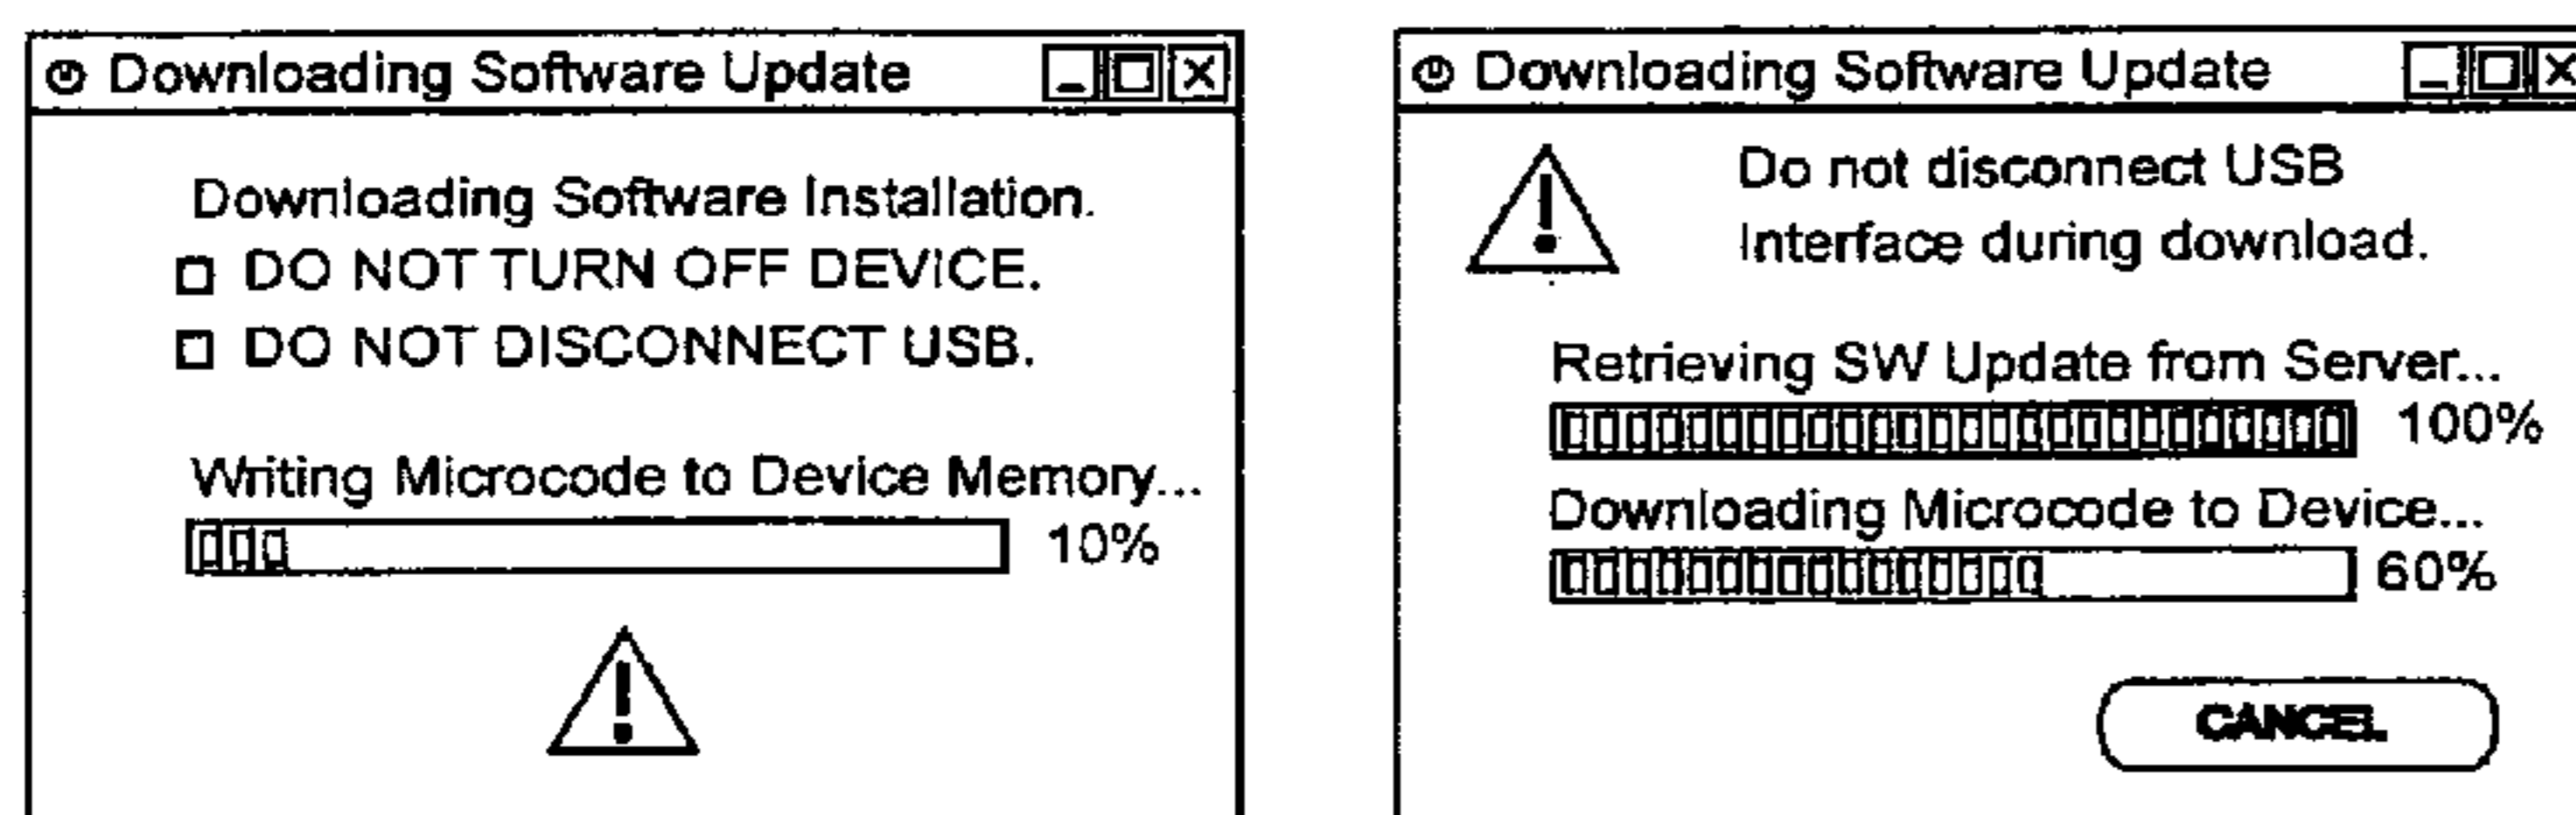 Downloading Software Update
Downloading Software Installation.
DO NOT TURN OFF DEVICE.
DO NOT DISCONNECT USB.
Writing Microcode to Device Memory...
10%
Downloading Software Update
Do not disconnect USB
Interface during download.
Retrieving SW Update from Server...
100%
Downloading Microcode to Device...
60%
CANCEL